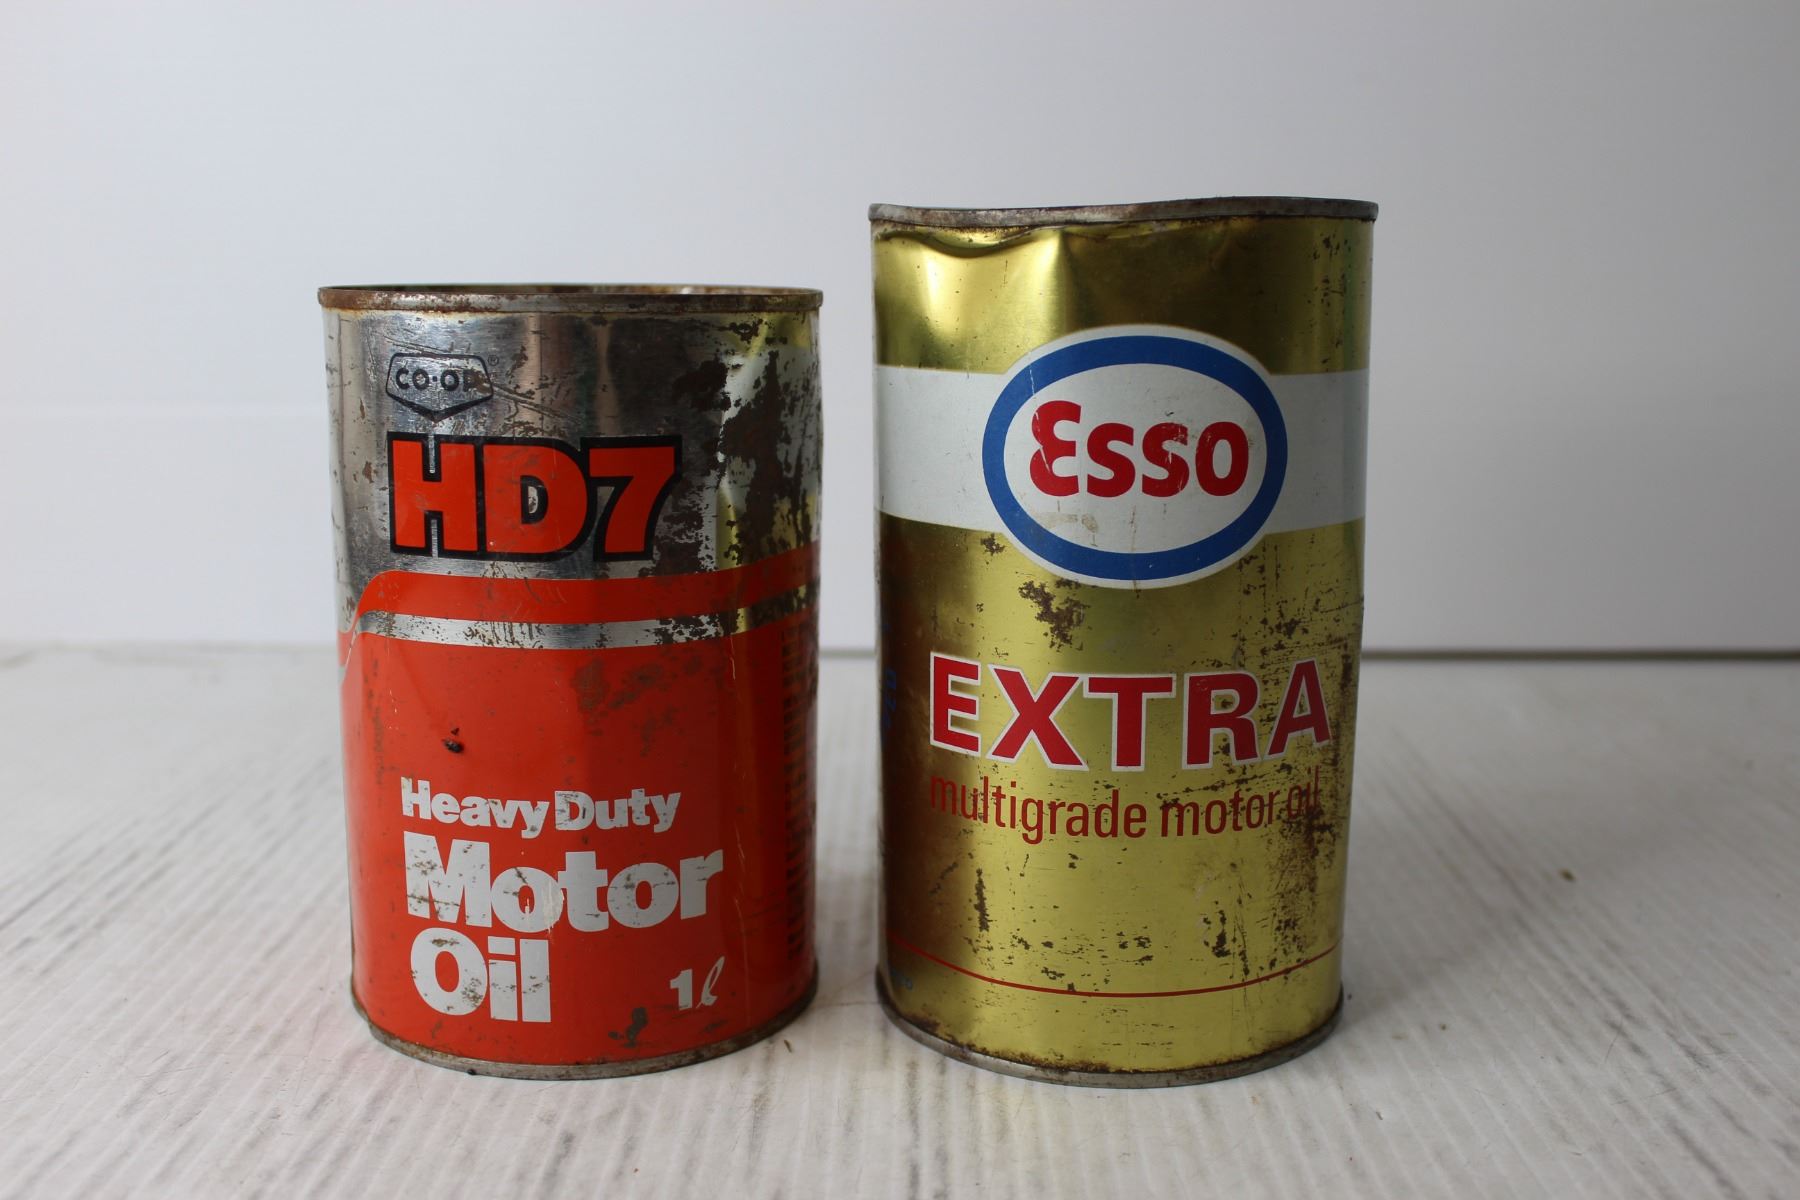 CO-OP®
HD7
Heavy Duty
Motor
Oil
1ℓ
Esso
EXTRA
multigrade motor oil